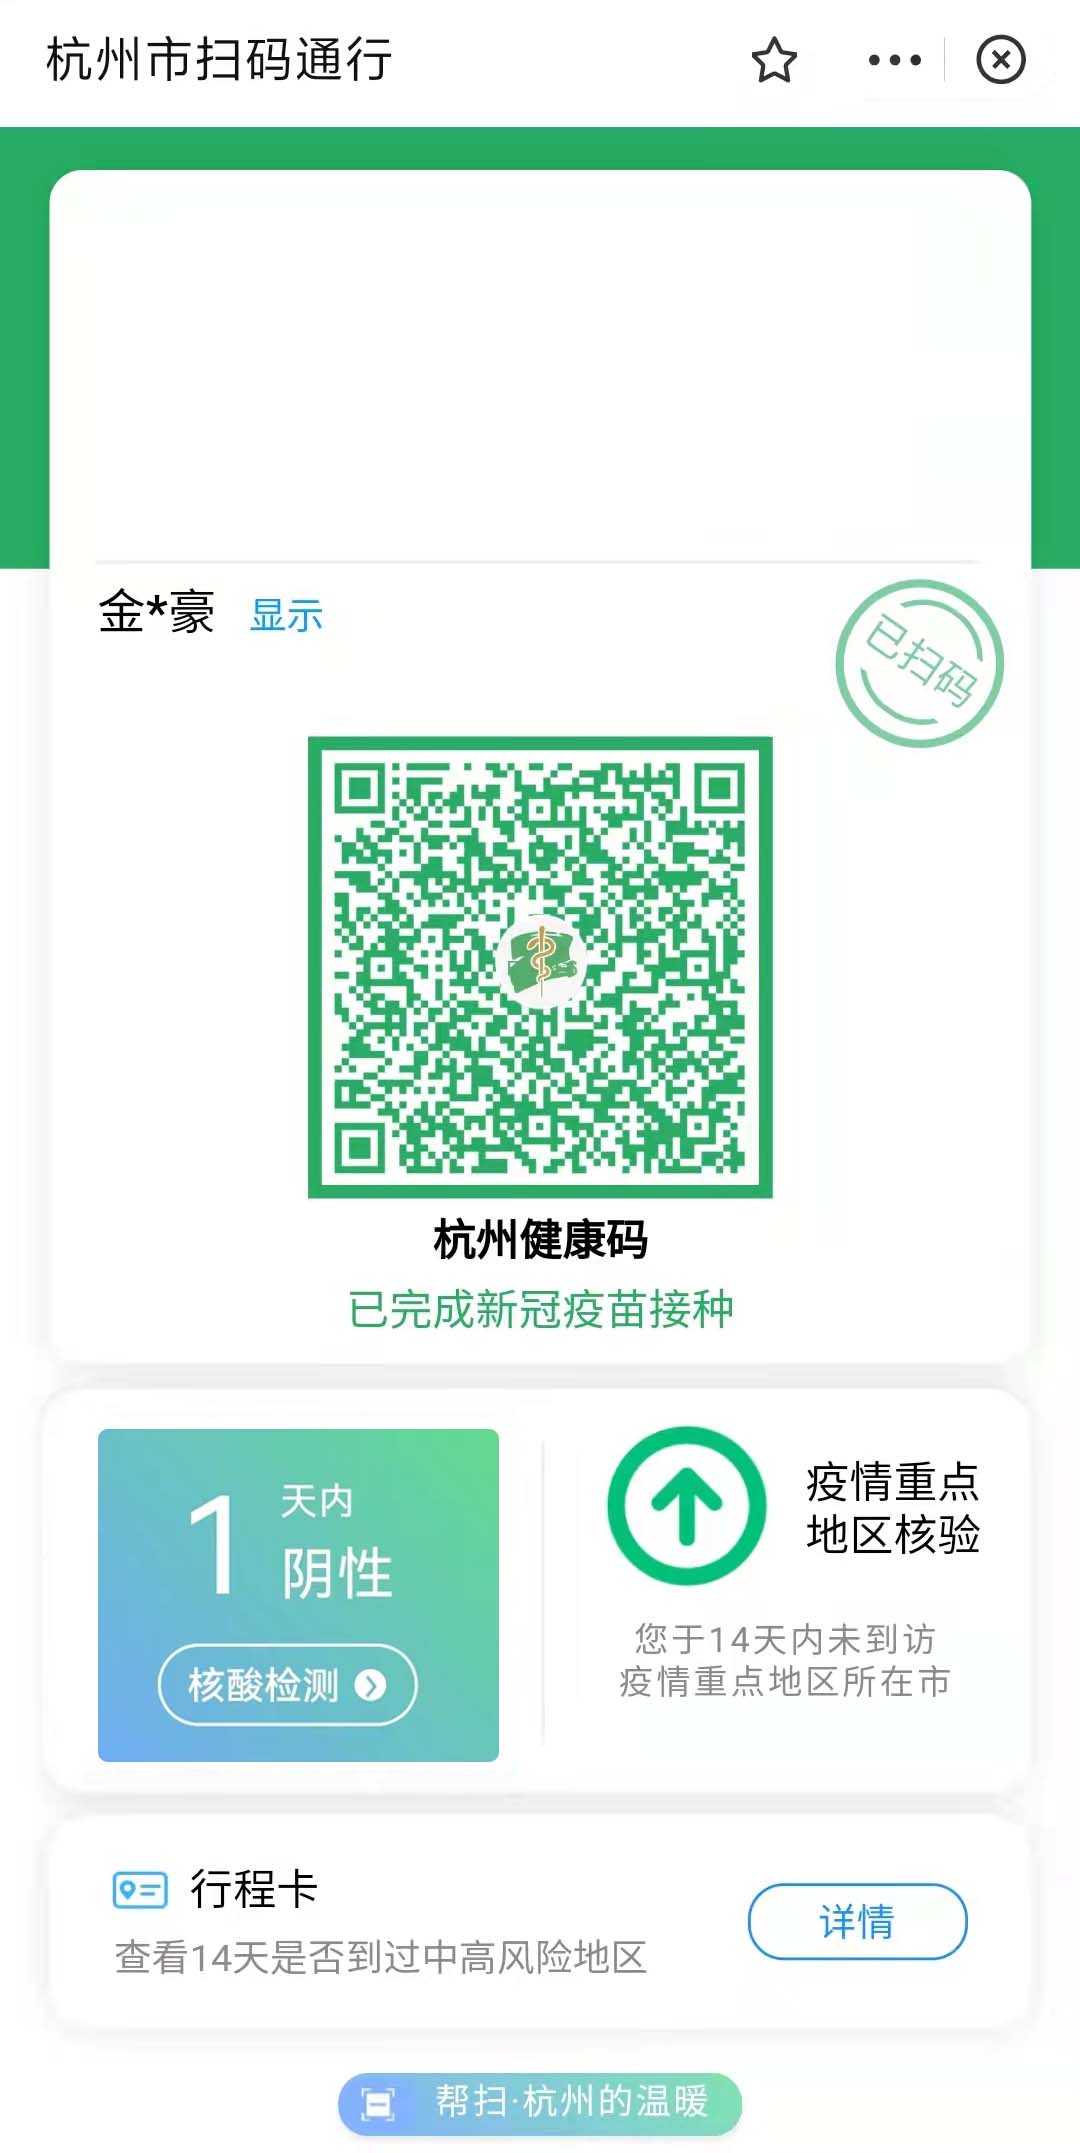 杭州市扫码通行
金*豪 显示
已扫码
杭州健康码
已完成新冠疫苗接种
1 天内
阴性
核酸检测
疫情重点
地区核验
您于14天内未到访
疫情重点地区所在市
行程卡
查看14天是否到过中高风险地区
详情
帮扫·杭州的温暖